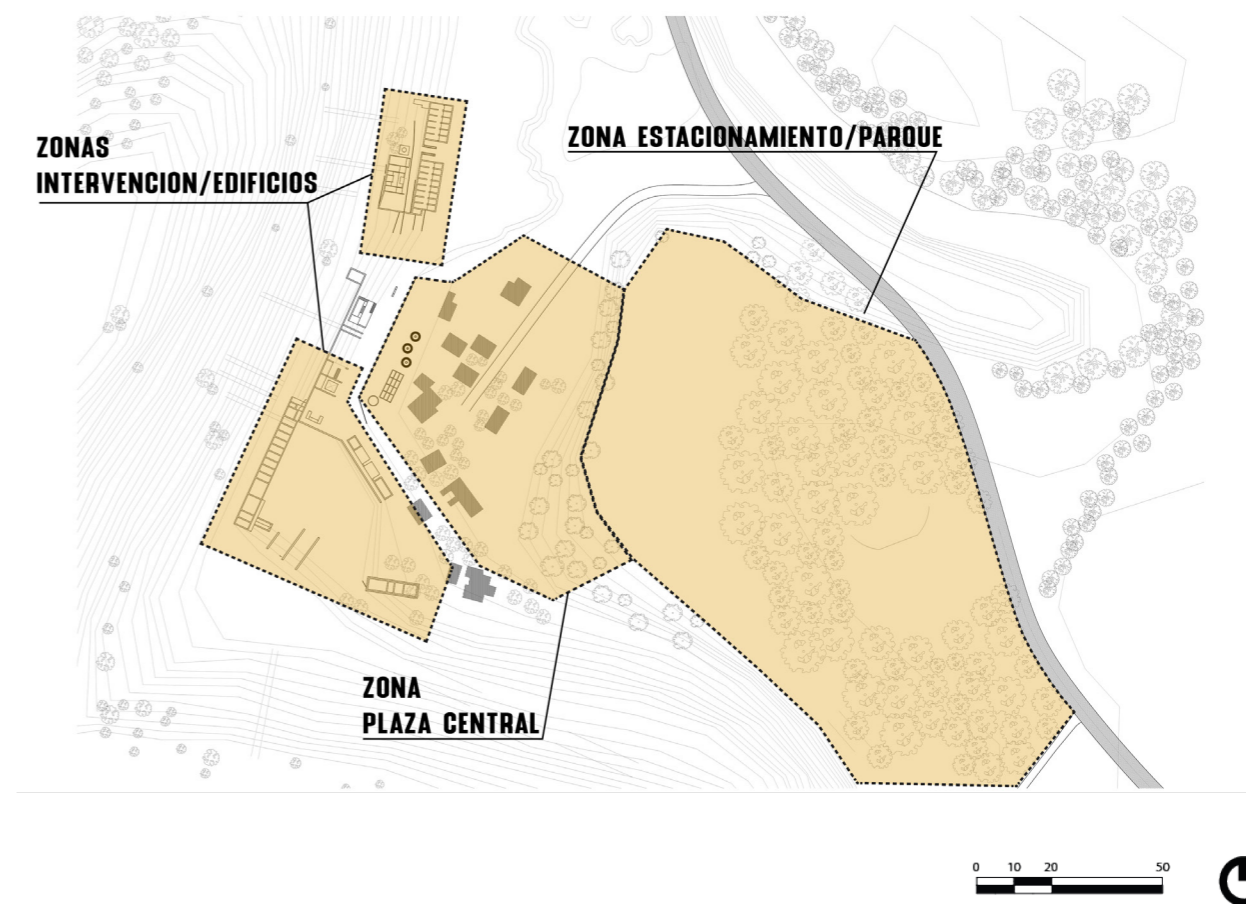 ZONAS
INTERVENCION/EDIFICIOS
ZONA ESTACIONAMIENTO/PARQUE
ZONA
PLAZA CENTRAL
0 10 20 50